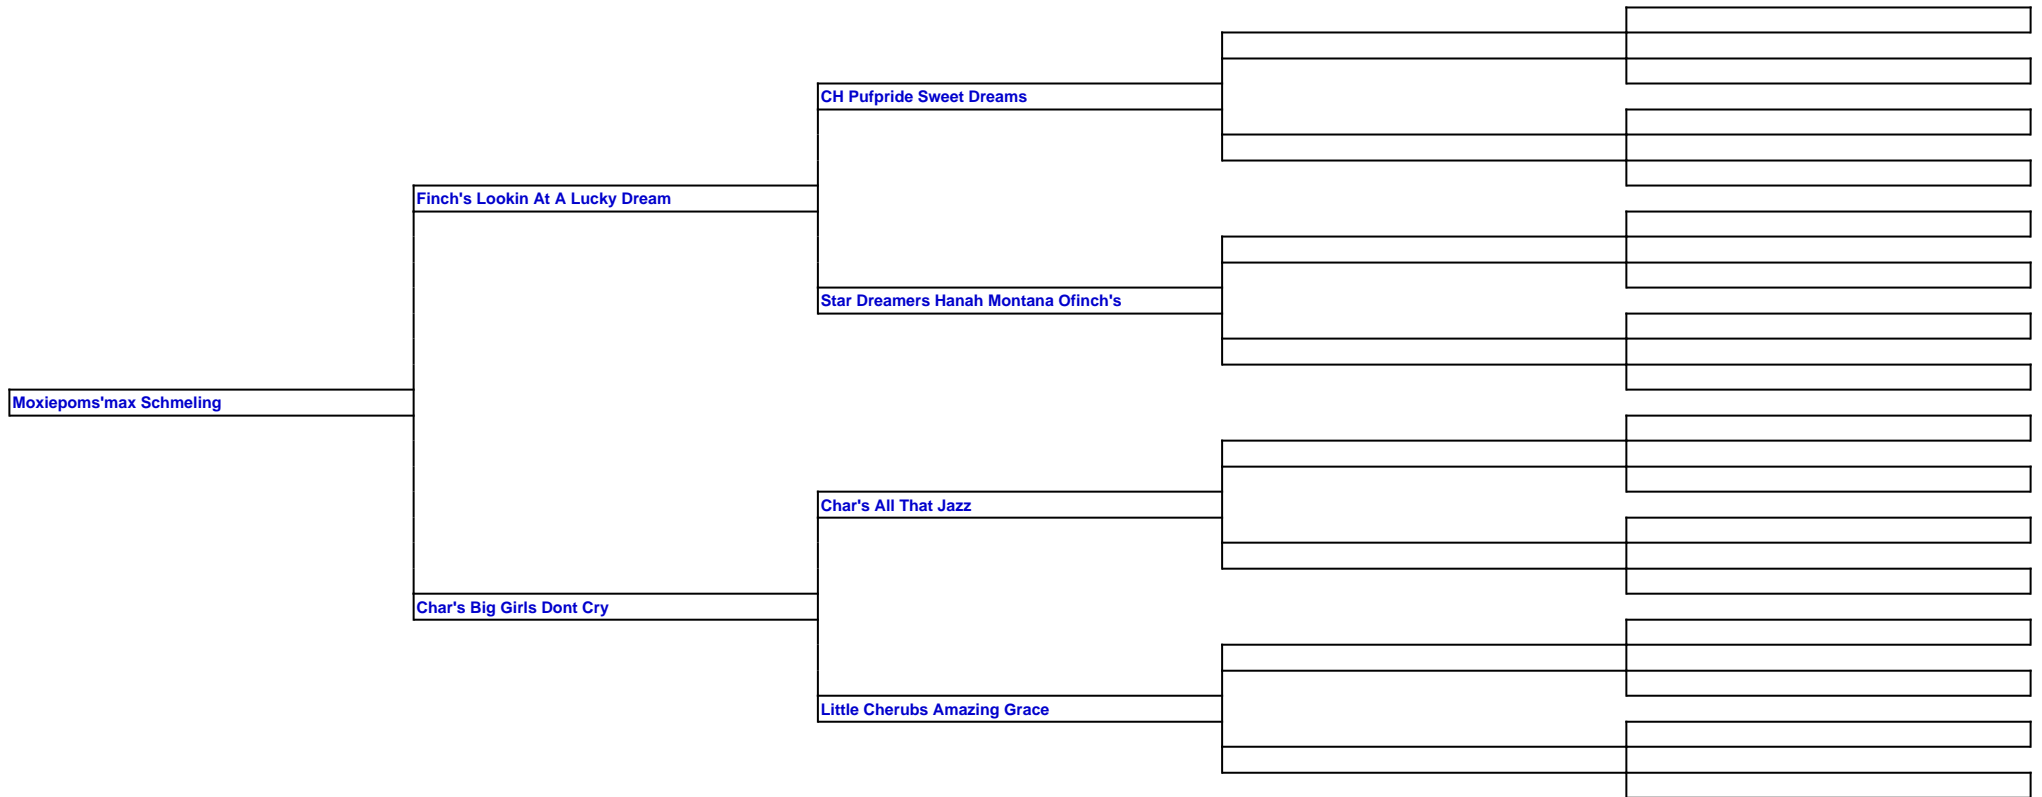 CH Pufpride Sweet Dreams
Finch's Lookin At A Lucky Dream
Star Dreamers Hanah Montana Ofinch's
Moxiepoms'max Schmeling
Char's All That Jazz
Char's Big Girls Dont Cry
Little Cherubs Amazing Grace